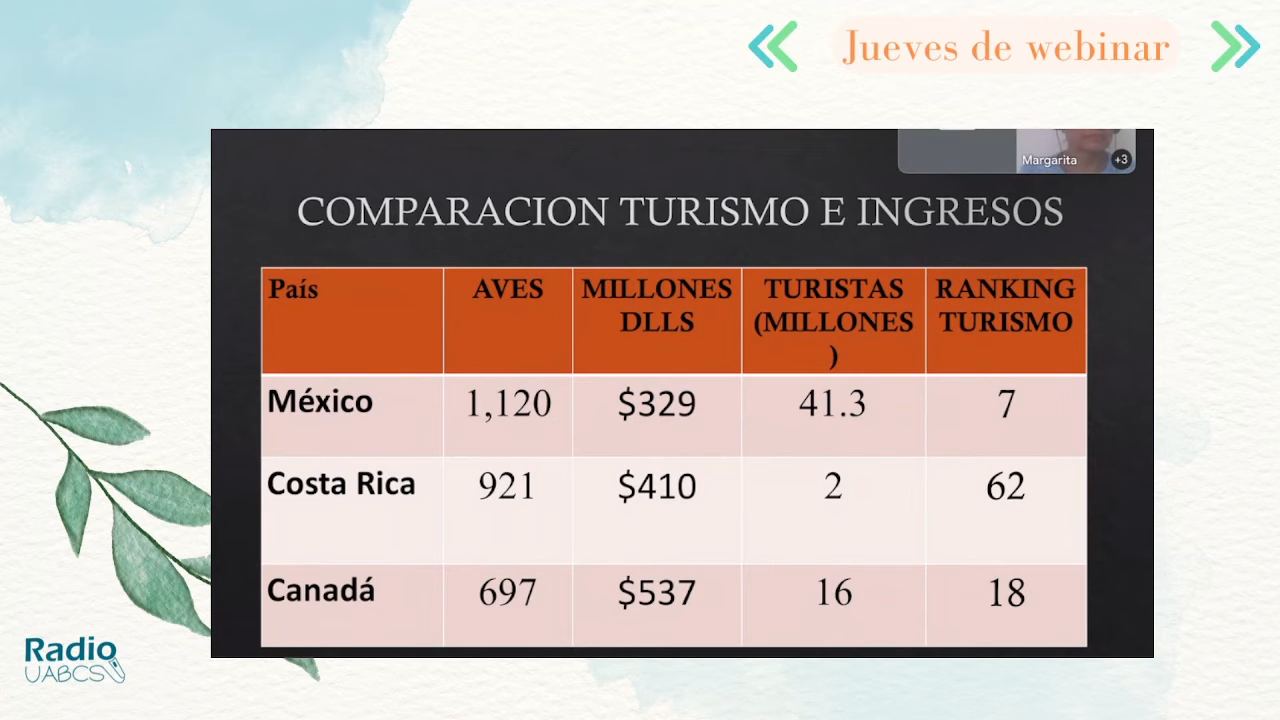 Jueves de webinar
Margarita
+3
COMPARACION TURISMO E INGRESOS
País AVES MILLONES DLLS TURISTAS (MILLONES) RANKING TURISMO
México 1,120 $329 41.3 7
Costa Rica 921 $410 2 62
Canadá 697 $537 16 18
Radio
UABCS